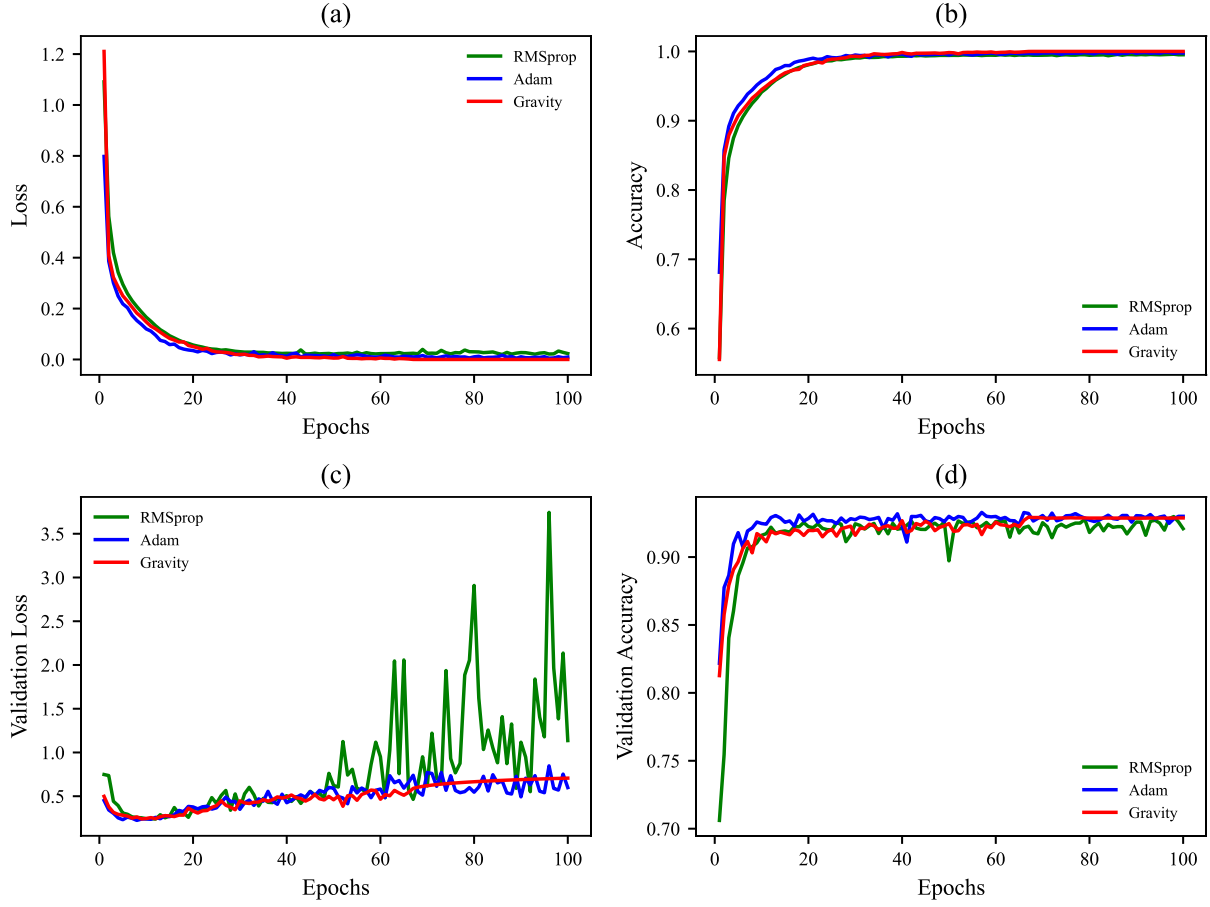 (a)
1.2
1.0
0.8
0.6
0.4
0.2
0.0
Loss
RMSprop
Adam
Gravity
0 20 40 60 80 100
Epochs
(b)
1.0
0.9
0.8
0.7
0.6
Accuracy
RMSprop
Adam
Gravity
0 20 40 60 80 100
Epochs
(c)
3.5
3.0
2.5
2.0
1.5
1.0
0.5
Validation Loss
RMSprop
Adam
Gravity
0 20 40 60 80 100
Epochs
(d)
0.90
0.85
0.80
0.75
0.70
Validation Accuracy
RMSprop
Adam
Gravity
0 20 40 60 80 100
Epochs